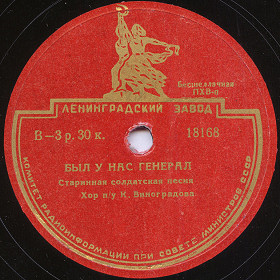 Бесшеллачная
ПХВ-о
ЛЕНИНГРАДСКИЙ ЗАВОД
В-3 р. 30 к.
18168
БЫЛ У НАС ГЕНЕРАЛ
Старинная солдатская песня
Хор п/у К. Виноградова
КОМИТЕТ РАДИОИНФОРМАЦИИ ПРИ СОВЕТЕ МИНИСТРОВ СССР